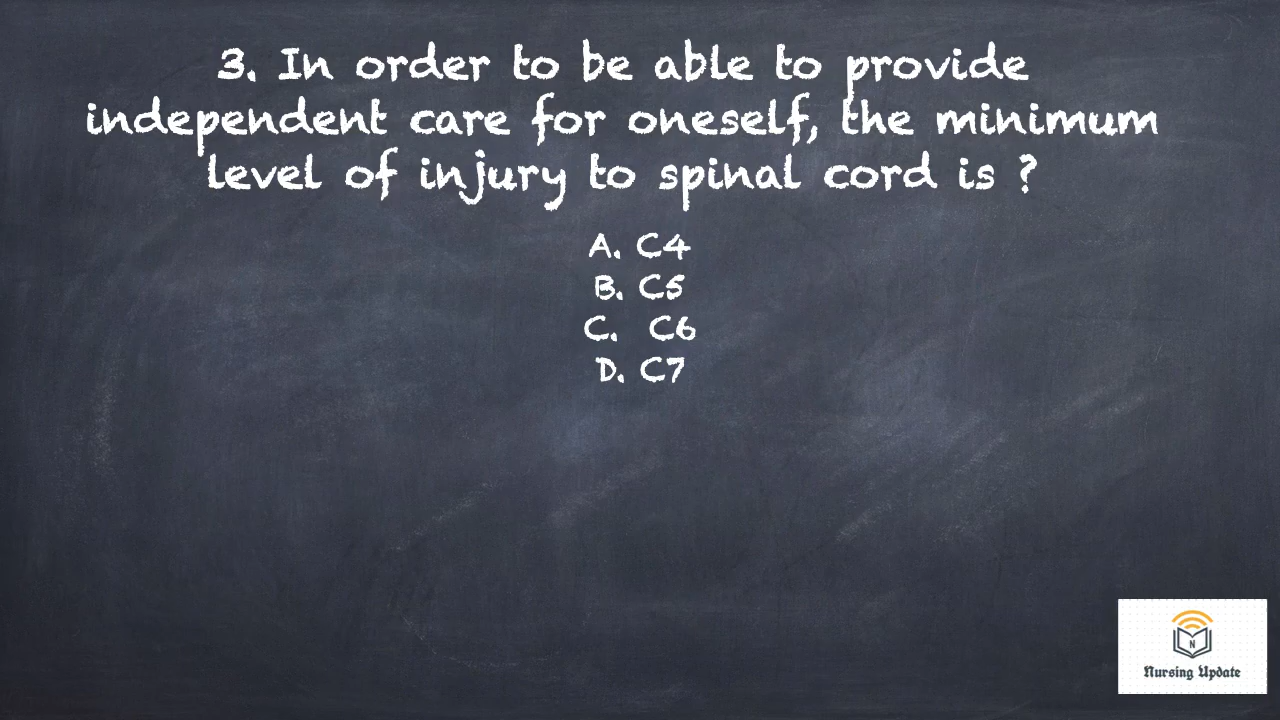 3. In order to be able to provide
independent care for oneself, the minimum
level of injury to spinal cord is ?
A. C4
B. C5
C. C6
D. C7
N
Nursing Update